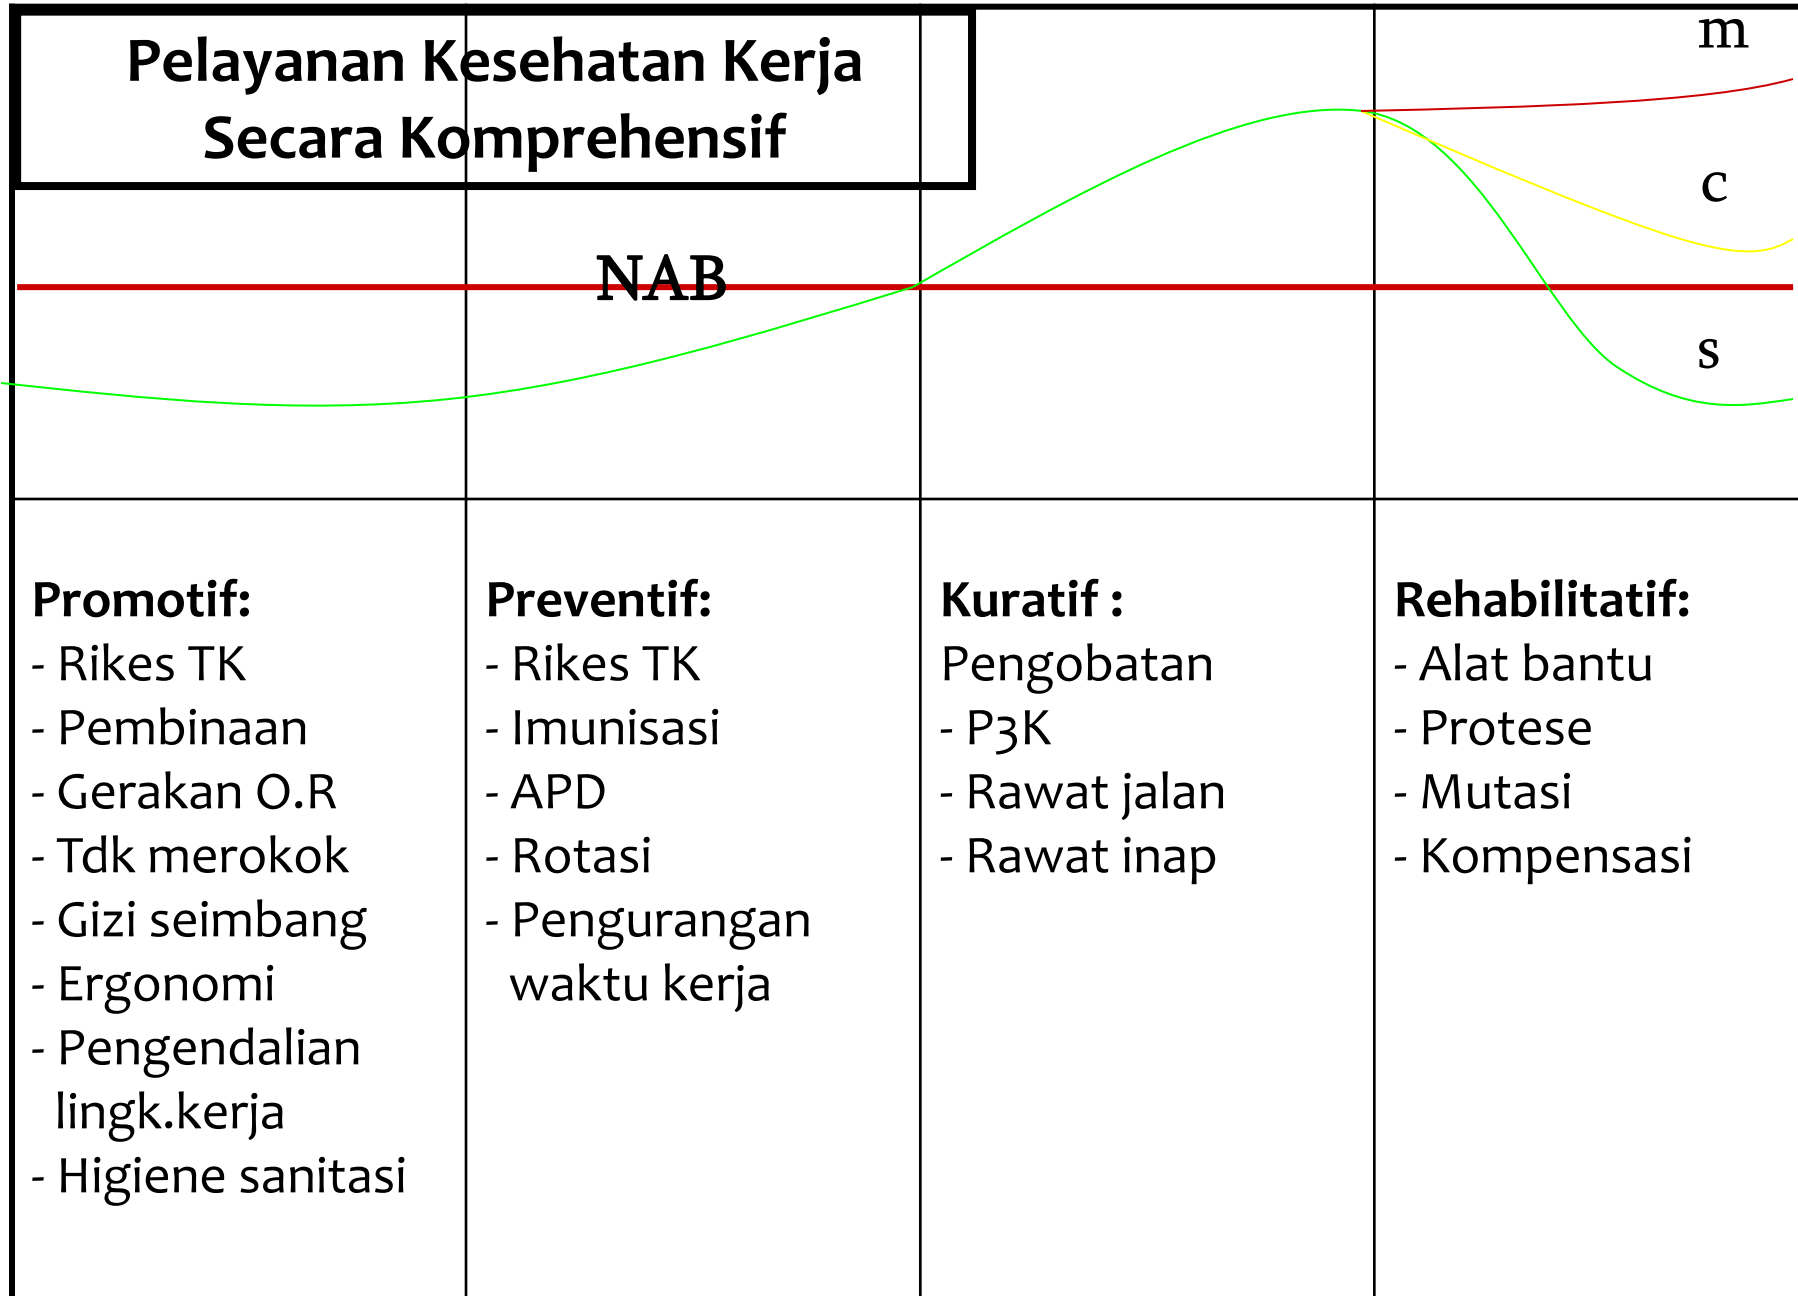 Pelayanan Kesehatan Kerja
Secara Komprehensif
m
c
NAB
s
Promotif:
- Rikes TK
- Pembinaan
- Gerakan O.R
- Tdk merokok
- Gizi seimbang
- Ergonomi
- Pengendalian
lingk.kerja
- Higiene sanitasi
Preventif:
- Rikes TK
- Imunisasi
- APD
- Rotasi
- Pengurangan
waktu kerja
Kuratif :
Pengobatan
- P3K
- Rawat jalan
- Rawat inap
Rehabilitatif:
- Alat bantu
- Protese
- Mutasi
- Kompensasi